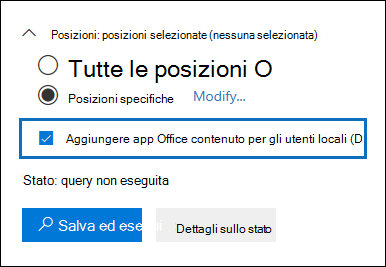 Posizioni: posizioni selezionate (nessuna selezionata)
Tutte le posizioni O
Posizioni specifiche Modify...
Aggiungere app Office contenuto per gli utenti locali (D
Stato: query non eseguita
Salva ed esegui Dettagli sullo stato